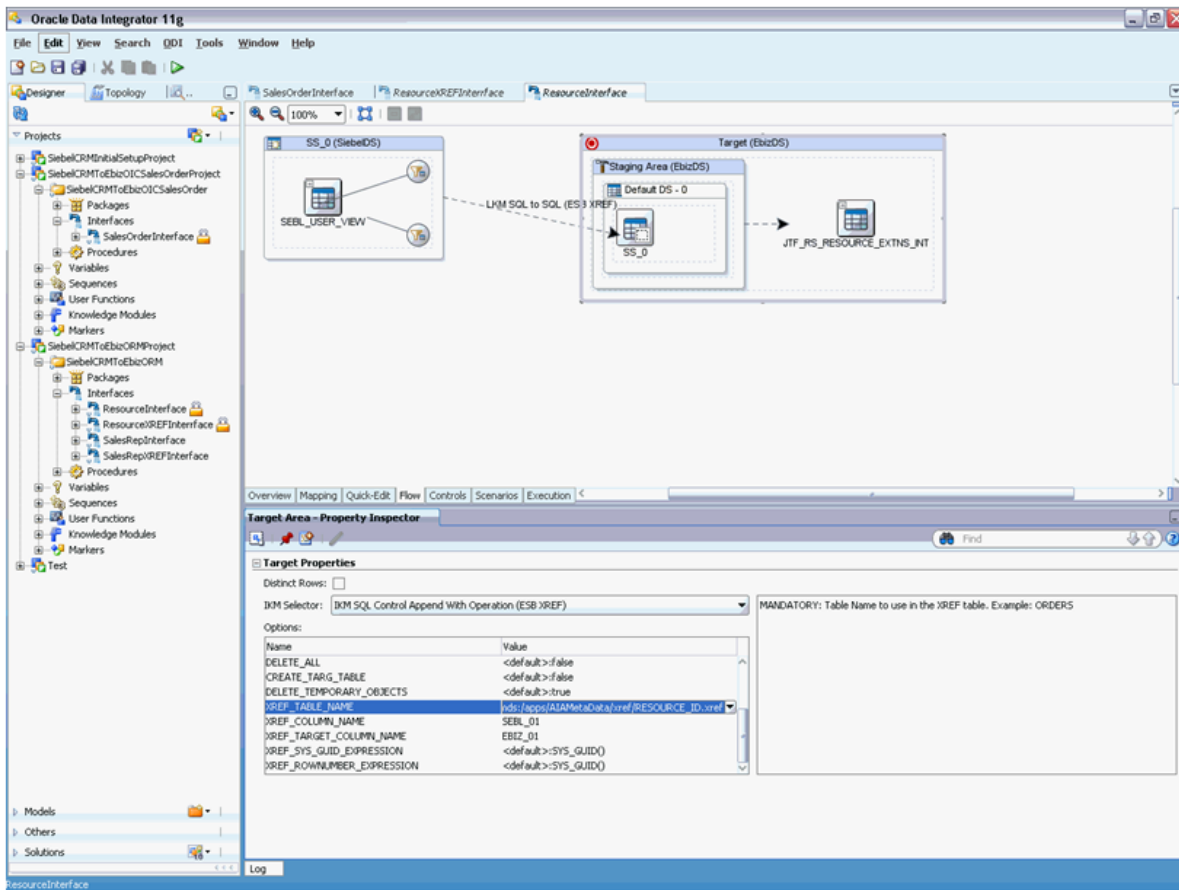 Oracle Data Integrator 11g
File Edit View Search ODI Tools Window Help
Designer Topology
SalesOrderInterface ResourceXREFInterrface ResourceInterface
100%
Projects
SiebelCRMInitialSetupProject
SiebelCRMToEbizOICSalesOrderProject
SiebelCRMToEbizOICSalesOrder
Packages
Interfaces
SalesOrderInterface
Procedures
Variables
Sequences
User Functions
Knowledge Modules
Markers
SiebelCRMToEbizORMProject
SiebelCRMToEbizORM
Packages
Interfaces
ResourceInterface
ResourceXREFInterrface
SalesRepInterface
SalesRepXREFInterface
Procedures
Variables
Sequences
User Functions
Knowledge Modules
Markers
Test
Models
Others
Solutions
SS_0 (SiebelDS)
SEBL_USER_VIEW
LKM SQL to SQL (ESB XREF)
Target (EbizDS)
Staging Area (EbizDS)
Default DS - 0
SS_0
JTF_RS_RESOURCE_EXTNS_INT
Overview Mapping Quick-Edit Flow Controls Scenarios Execution
Target Area - Property Inspector
Find
Target Properties
Distinct Rows:
IKM Selector: IKM SQL Control Append With Operation (ESB XREF)
MANDATORY: Table Name to use in the XREF table. Example: ORDERS
Options:
Name Value
DELETE_ALL <default>:false
CREATE_TARG_TABLE <default>:false
DELETE_TEMPORARY_OBJECTS <default>:true
XREF_TABLE_NAME nds:/apps/AIAMetaData/xref/RESOURCE_ID.xref
XREF_COLUMN_NAME SEBL_01
XREF_TARGET_COLUMN_NAME EBIZ_01
XREF_SYS_GUID_EXPRESSION <default>:SYS_GUID()
XREF_ROWNUMBER_EXPRESSION <default>:SYS_GUID()
Log
ResourceInterface